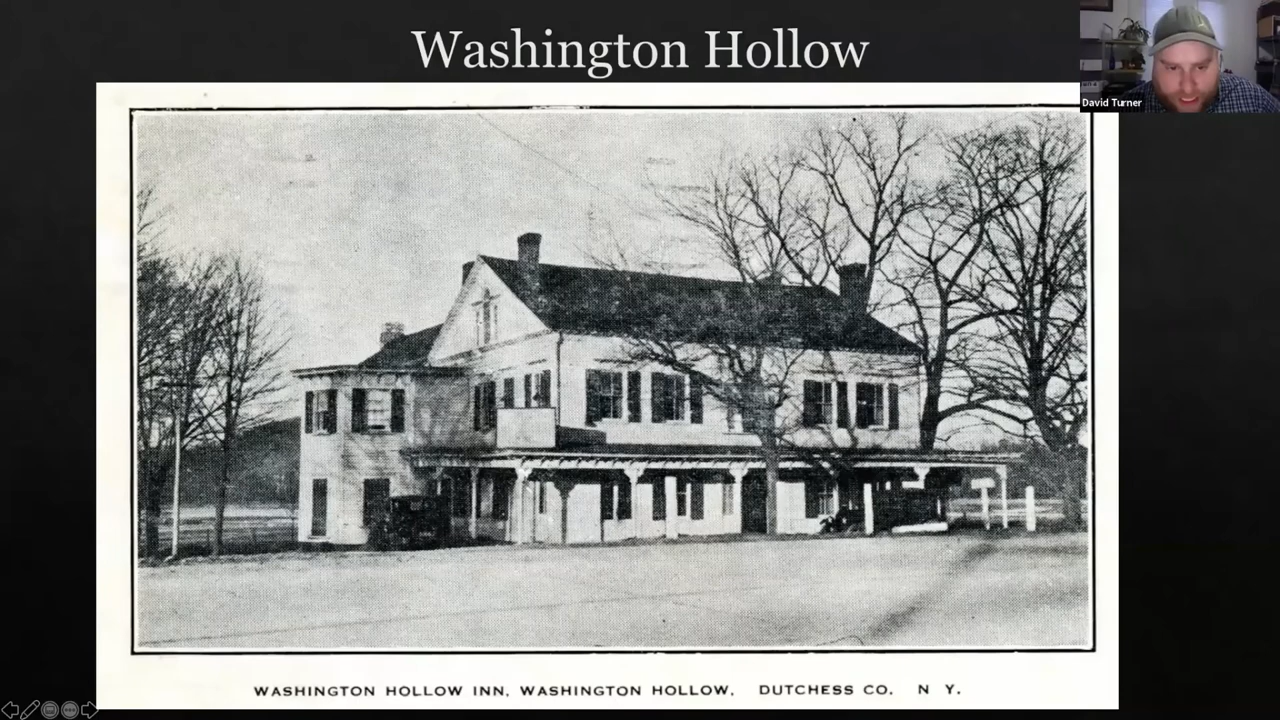 Washington Hollow
David Turner
WASHINGTON HOLLOW INN, WASHINGTON HOLLOW, DUTCHESS CO. N Y.